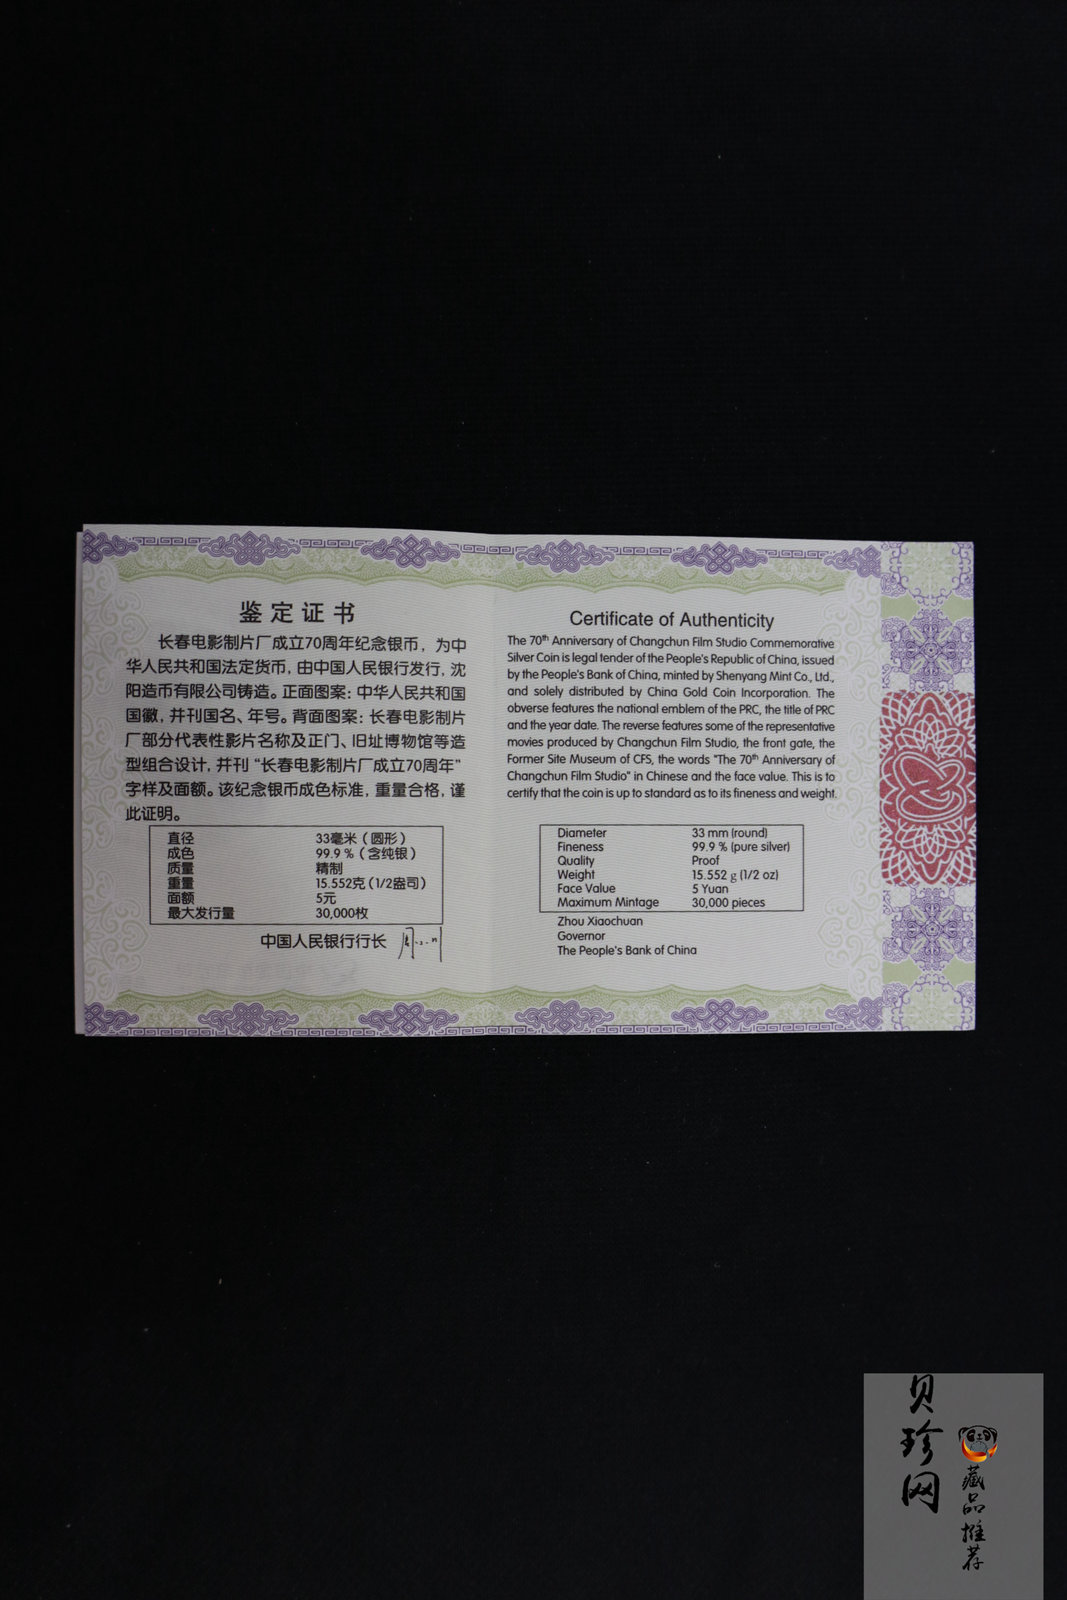 鉴定证书
长春电影制片厂成立70周年纪念银币，为中
华人民共和国法定货币，由中国人民银行发行，沈
阳造币有限公司铸造。正面图案：中华人民共和国
国徽，并刊国名、年号。背面图案：长春电影制片
厂部分代表性影片名称及正门、旧址博物馆等造
型组合设计，并刊“长春电影制片厂成立70周年”
字样及面额。该纪念银币成色标准，重量合格，谨
此证明。
直径 33毫米（圆形）
成色 99.9％（含纯银）
质量 精制
重量 15.552克（1/2盎司）
面额 5元
最大发行量 30,000枚
中国人民银行行长
Certificate of Authenticity
The 70th Anniversary of Changchun Film Studio Commemorative
Silver Coin is legal tender of the People's Republic of China, issued
by the People's Bank of China, minted by Shenyang Mint Co., Ltd.,
and solely distributed by China Gold Coin Incorporation. The
obverse features the national emblem of the PRC, the title of PRC
and the year date. The reverse features some of the representative
movies produced by Changchun Film Studio, the front gate, the
Former Site Museum of CFS, the words "The 70th Anniversary of
Changchun Film Studio" in Chinese and the face value. This is to
certify that the coin is up to standard as to its fineness and weight.
Diameter 33 mm (round)
Fineness 99.9 % (pure silver)
Quality Proof
Weight 15.552 g (1/2 oz)
Face Value 5 Yuan
Maximum Mintage 30,000 pieces
Zhou Xiaochuan
Governor
The People's Bank of China
贝珍网
藏品推荐